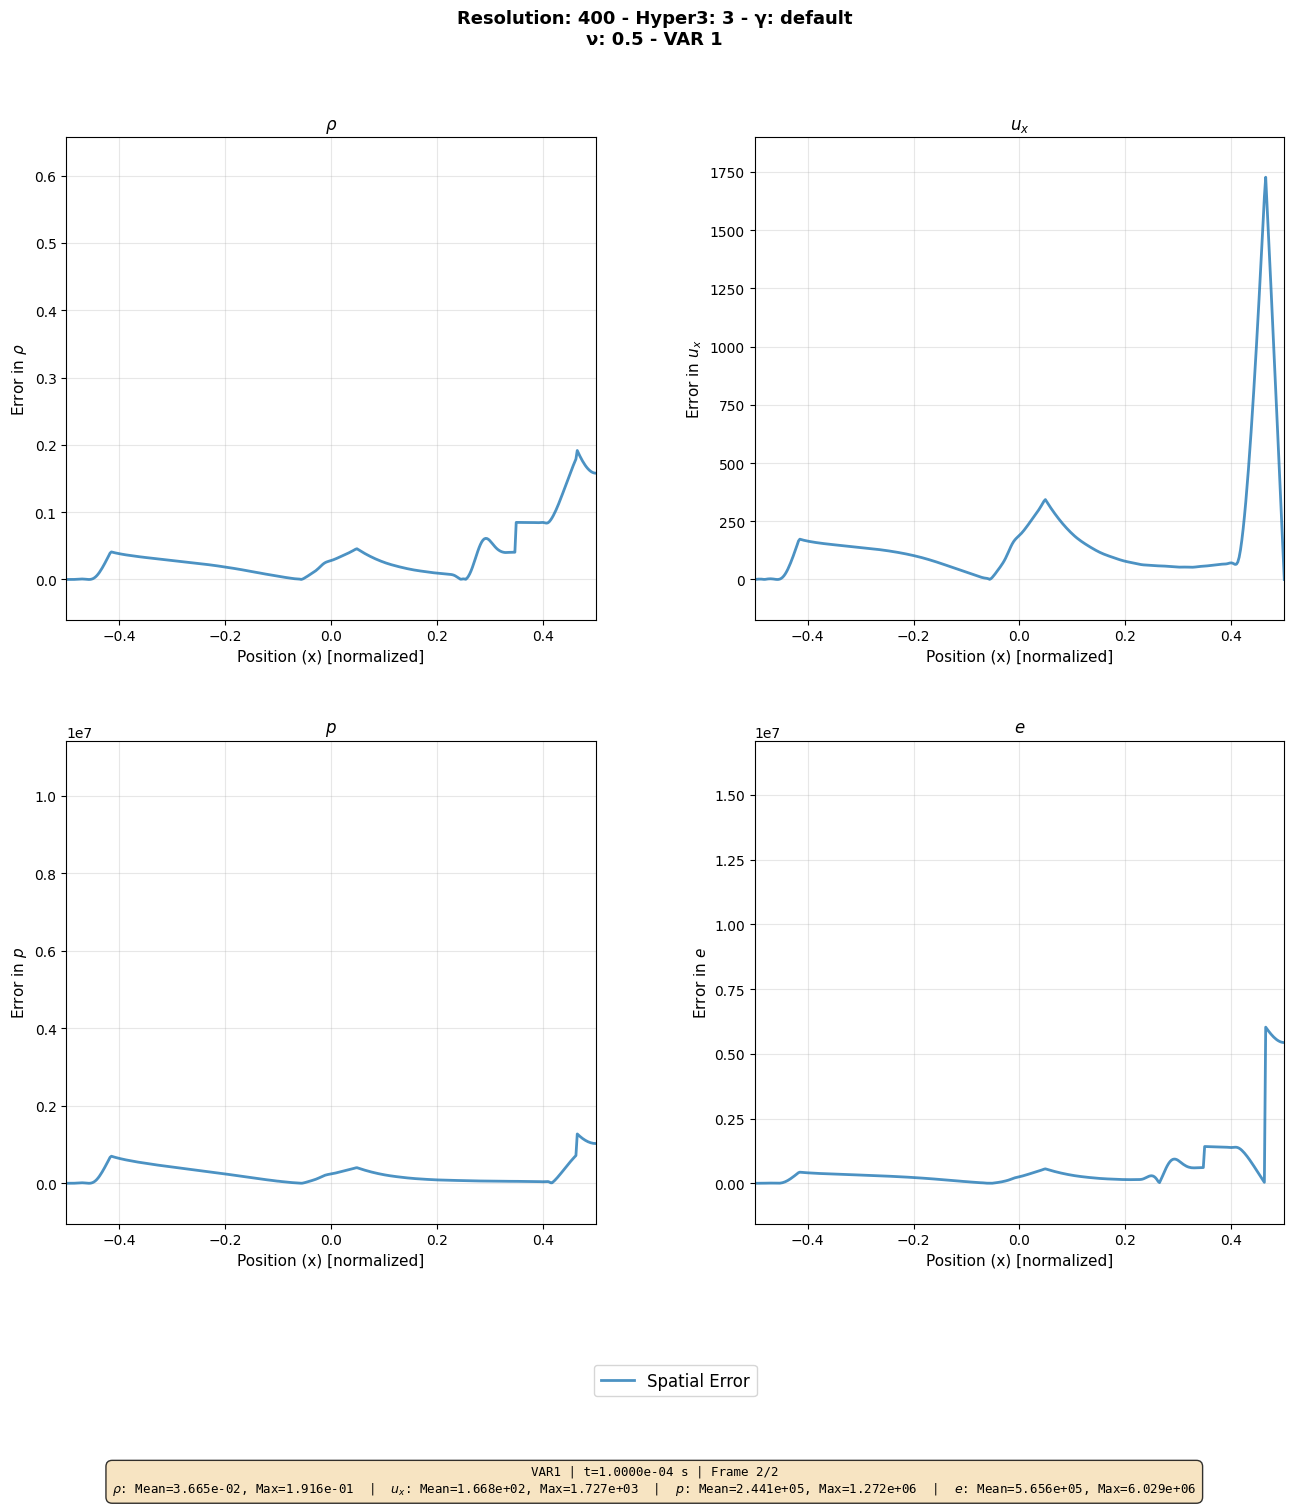 Resolution: 400 - Hyper3: 3 - γ: default
ν: 0.5 - VAR 1
ρ
Error in ρ
0.6
0.5
0.4
0.3
0.2
0.1
0.0
−0.4 −0.2 0.0 0.2 0.4
Position (x) [normalized]
u_x
Error in u_x
1750
1500
1250
1000
750
500
250
0
−0.4 −0.2 0.0 0.2 0.4
Position (x) [normalized]
p
1e7
Error in p
1.0
0.8
0.6
0.4
0.2
0.0
−0.4 −0.2 0.0 0.2 0.4
Position (x) [normalized]
e
1e7
Error in e
1.50
1.25
1.00
0.75
0.50
0.25
0.00
−0.4 −0.2 0.0 0.2 0.4
Position (x) [normalized]
Spatial Error
VAR1 | t=1.0000e-04 s | Frame 2/2
ρ: Mean=3.665e-02, Max=1.916e-01 | u_x: Mean=1.668e+02, Max=1.727e+03 | p: Mean=2.441e+05, Max=1.272e+06 | e: Mean=5.656e+05, Max=6.029e+06